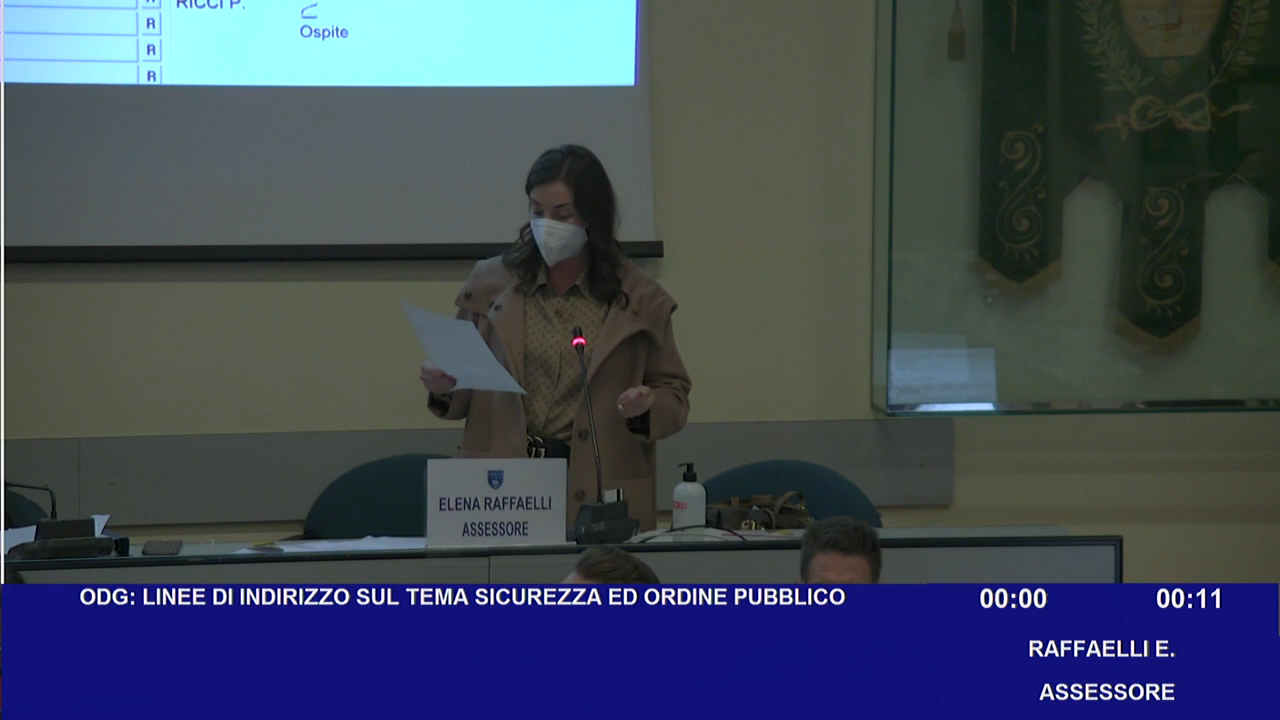 RICCI P.
R
Ospite
R
R
ELENA RAFFAELLI
ASSESSORE
ODG: LINEE DI INDIRIZZO SUL TEMA SICUREZZA ED ORDINE PUBBLICO
00:00
00:11
RAFFAELLI E.
ASSESSORE